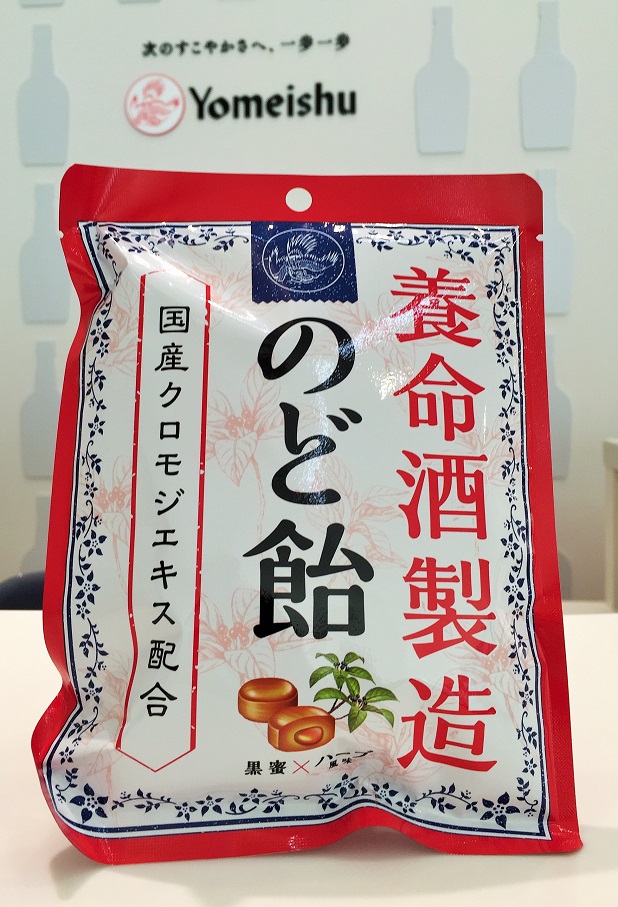 次のすこやかさへ、一歩一歩
Yomeishu
養命酒製造
のど飴
国産クロモジエキス配合
黒蜜×ハーブ
風味